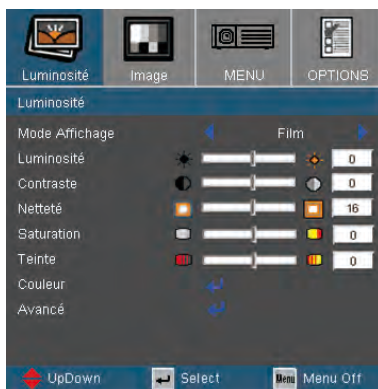 Luminosité Image MENU OPTIONS
Luminosité
Mode Affichage Film
Luminosité 0
Contraste 0
Netteté 16
Saturation 0
Teinte 0
Couleur
Avancé
UpDown Select Menu Menu Off